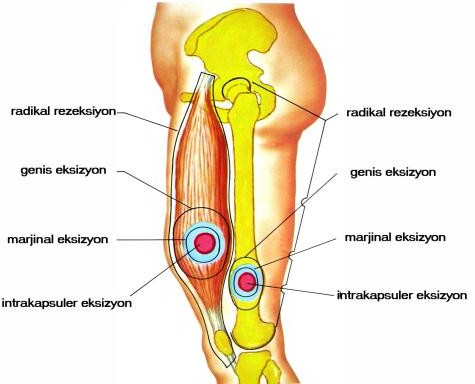 radikal rezeksiyon
genis eksizyon
marjinal eksizyon
intrakapsuler eksizyon
radikal rezeksiyon
genis eksizyon
marjinal eksizyon
intrakapsuler eksizyon